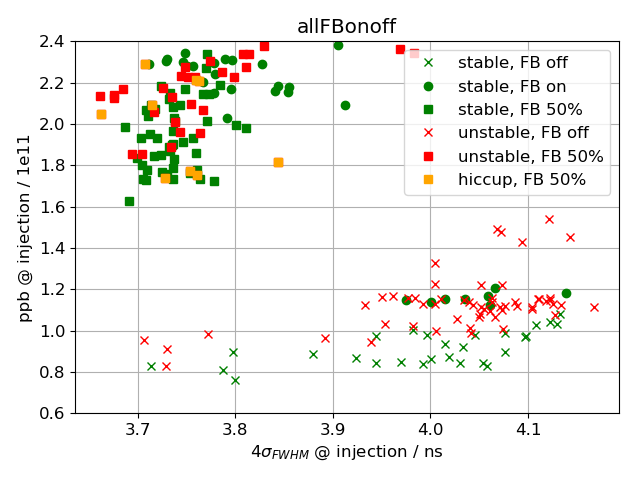 allFBonoff
2.4
2.2
2.0
1.8
1.6
1.4
1.2
1.0
0.8
0.6
ppb @ injection / 1e11
stable, FB off
stable, FB on
stable, FB 50%
unstable, FB off
unstable, FB 50%
hiccup, FB 50%
3.7 3.8 3.9 4.0 4.1
4σFWHM @ injection / ns